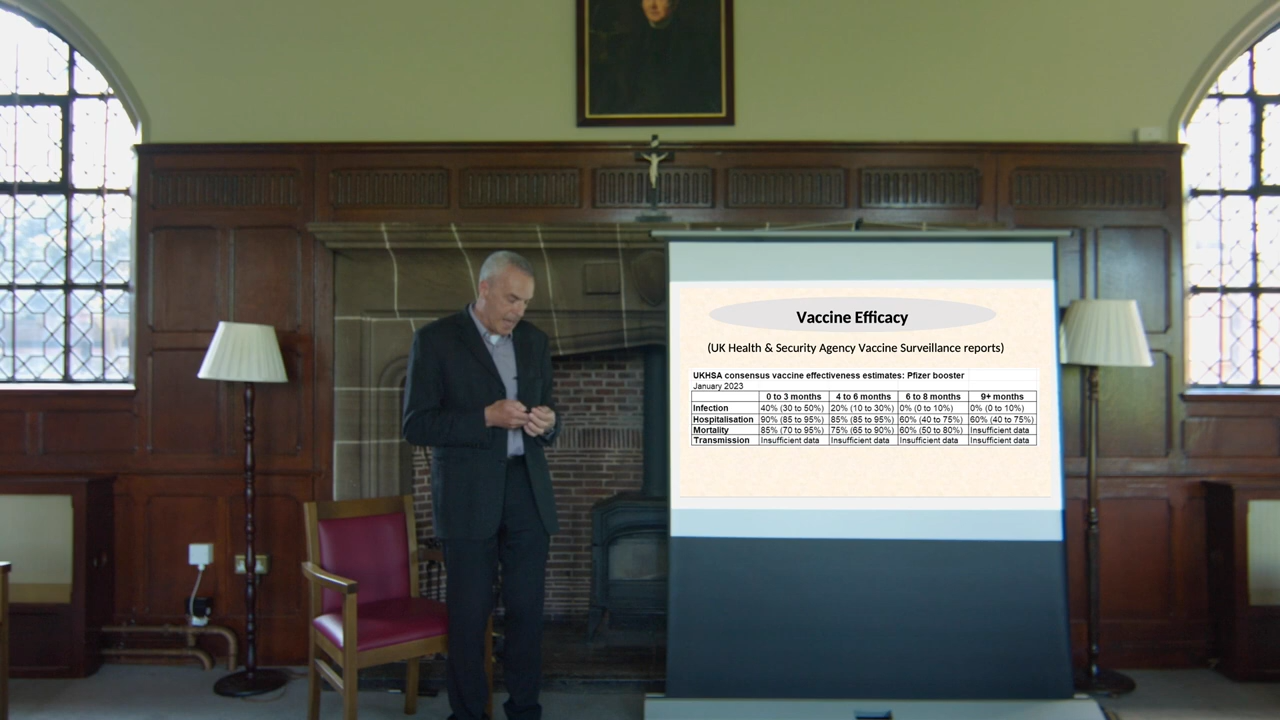 Vaccine Efficacy
(UK Health & Security Agency Vaccine Surveillance reports)
UKHSA consensus vaccine effectiveness estimates: Pfizer booster
January 2023
0 to 3 months 4 to 6 months 6 to 8 months 9+ months
Infection 40% (30 to 50%) 20% (10 to 30%) 0% (0 to 10%) 0% (0 to 10%)
Hospitalisation 90% (85 to 95%) 85% (85 to 95%) 60% (40 to 75%) 60% (40 to 75%)
Mortality 85% (70 to 95%) 75% (65 to 90%) 60% (50 to 80%) Insufficient data
Transmission Insufficient data Insufficient data Insufficient data Insufficient data